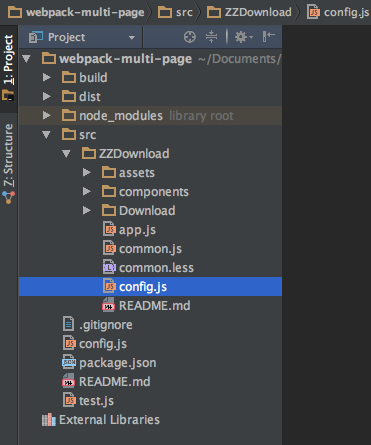 webpack-multi-page src ZZDownload config.js
1: Project
Z: Structure
Project
webpack-multi-page ~/Documents/
build
dist
node_modules library root
src
ZZDownload
assets
components
Download
app.js
common.js
common.less
config.js
README.md
.gitignore
config.js
package.json
README.md
test.js
External Libraries